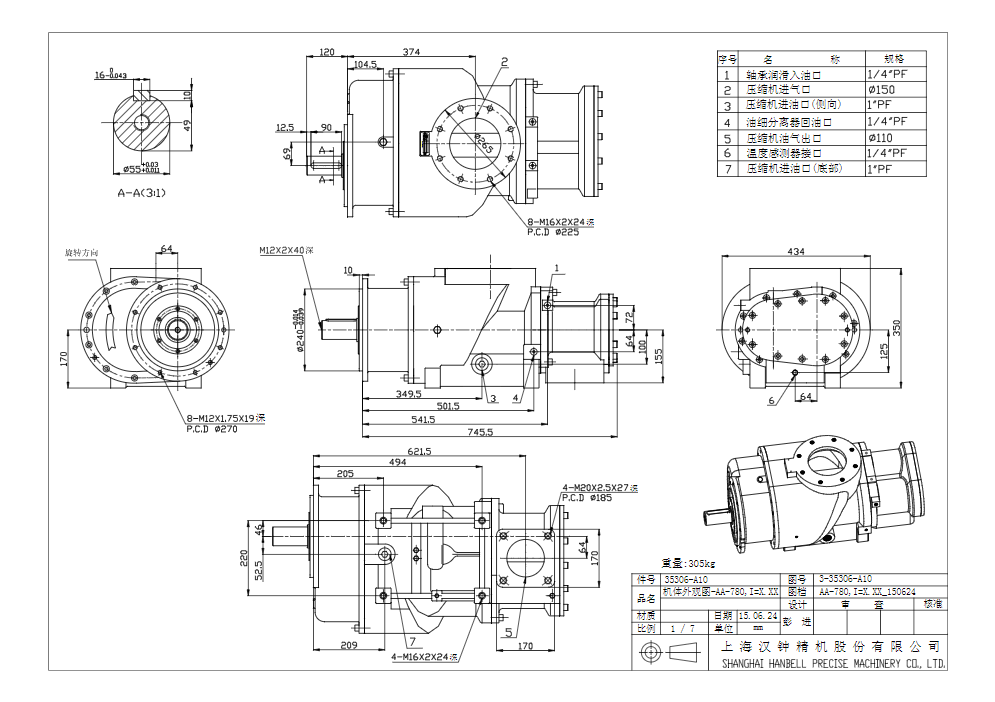 120
374
2
104.5
16-0.043
0
10
49
Ø55+0.03
+0.011
A-A(3:1)
12.5
90
69
A
A
Ø265
8-M16X2X24深
P.C.D Ø225
序号 名 称 规格
1 轴承润滑入油口 1/4"PF
2 压缩机进气口 Ø150
3 压缩机进油口(侧向) 1"PF
4 油细分离器回油口 1/4"PF
5 压缩机油气出口 Ø110
6 温度感测器接口 1/4"PF
7 压缩机进油口(底部) 1"PF
旋转方向
64
170
8-M12X1.75X19深
P.C.D Ø270
M12X2X40深
10
1
Ø240-0.014
-0.039
72
64
100
155
349.5
3
4
501.5
541.5
745.5
434
350
125
64
6
621.5
494
205
4-M20X2.5X27深
P.C.D Ø185
46
220
52.5
64
170
7
5
209
170
4-M16X2X24深
重量:305kg
件号 35306-A10 图号 3-35306-A10
品名 机体外观图-AA-780,I=X.XX 图档 AA-780,I=X.XX_150624
设计 审 查 核准
材质 日期 15.06.24 彭 进
比例 1 / 7 单位 mm
上海汉钟精机股份有限公司
SHANGHAI HANBELL PRECISE MACHINERY CO., LTD.